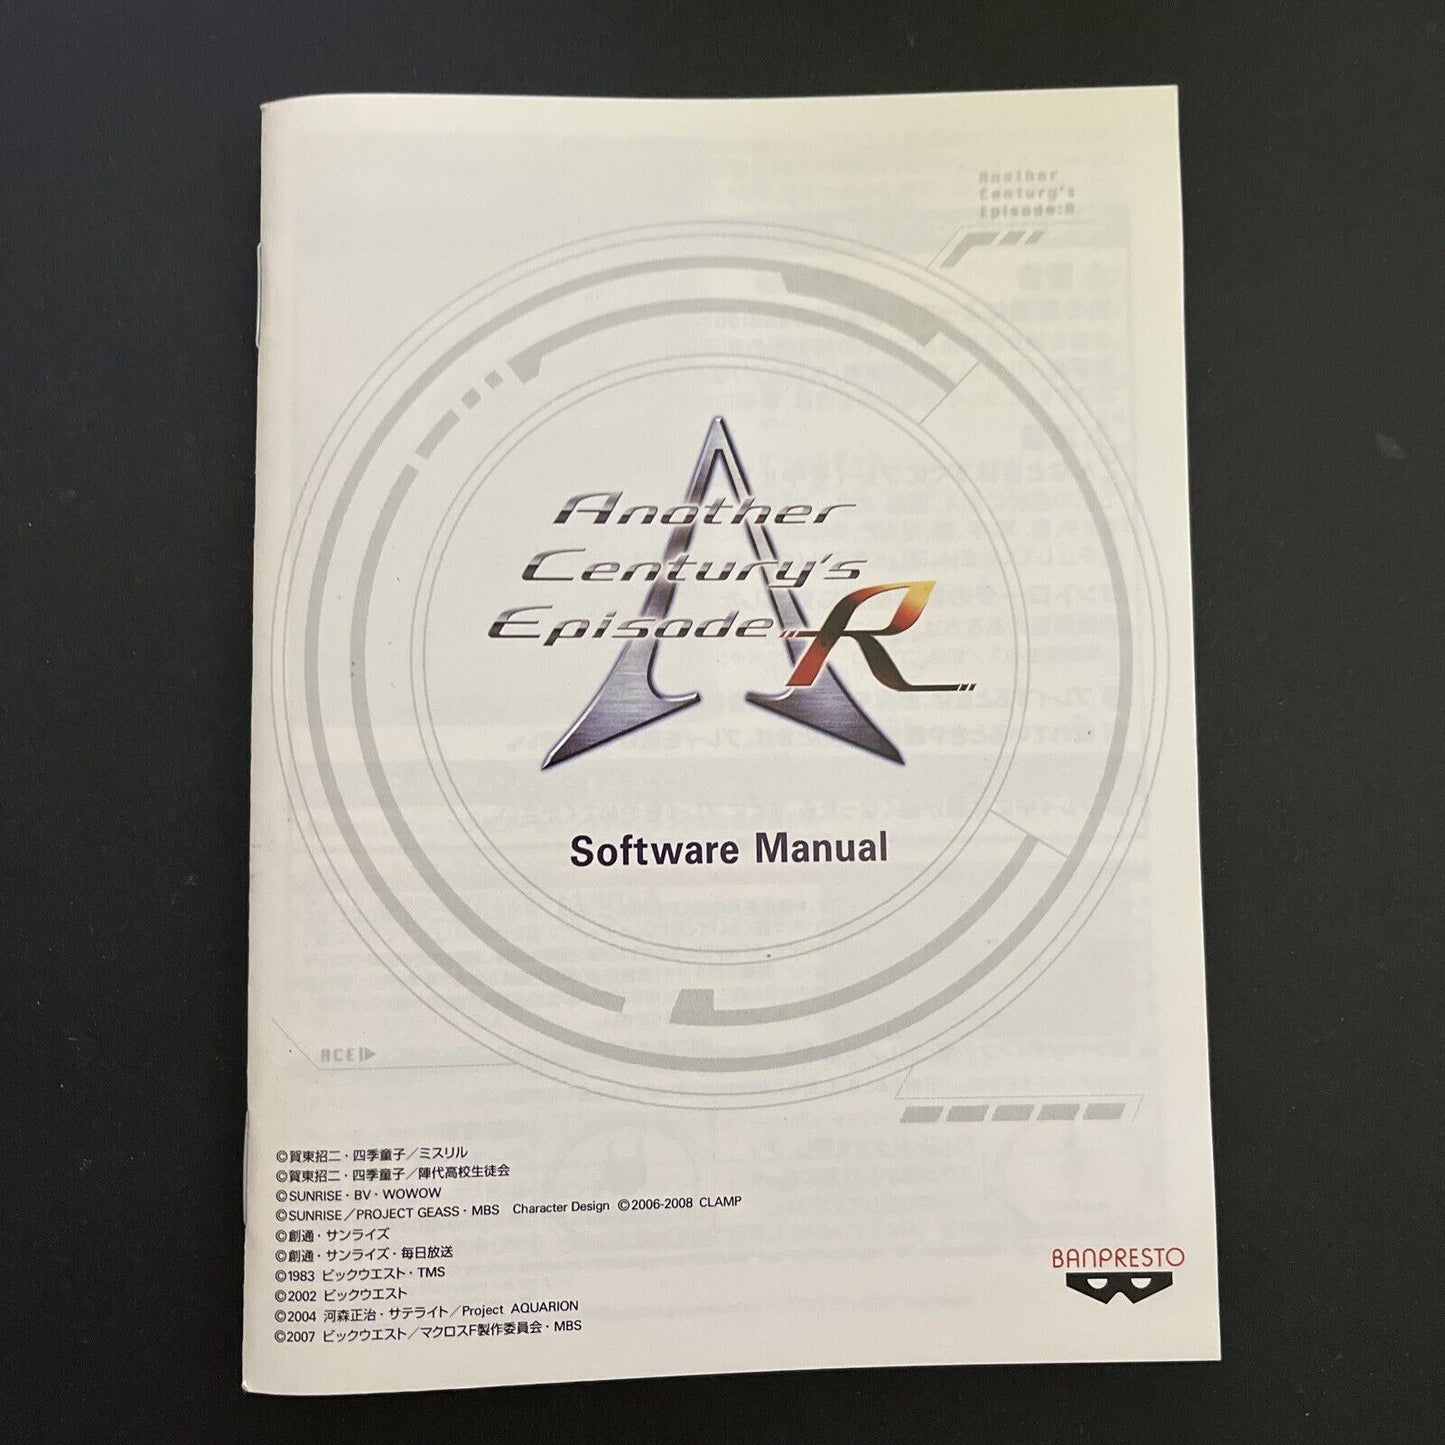 Another
Century's
Episode:R
Another
Century's
Episode R
Software Manual
ACE
©賀東招二・四季童子／ミスリル
©賀東招二・四季童子／陣代高校生徒会
©SUNRISE・BV・WOWOW
©SUNRISE／PROJECT GEASS・MBS Character Design ©2006-2008 CLAMP
©創通・サンライズ
©創通・サンライズ・毎日放送
©1983 ビックウエスト・TMS
©2002 ビックウエスト
©2004 河森正治・サテライト／Project AQUARION
©2007 ビックウエスト／マクロスF製作委員会・MBS
BANPRESTO